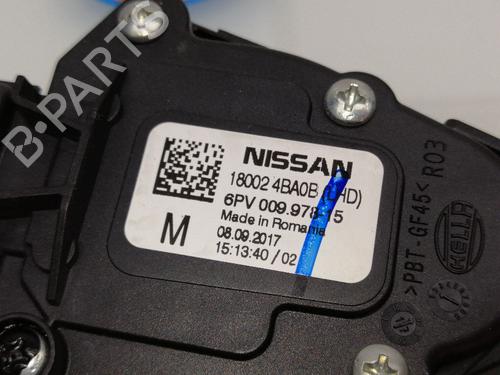 B-PARTS
NISSAN
18002 4BA0B
6PV 009.978
Made in Romania
M
08.09.2017
15:13:40 / 02
>PBT-GF45< R03
HELLA